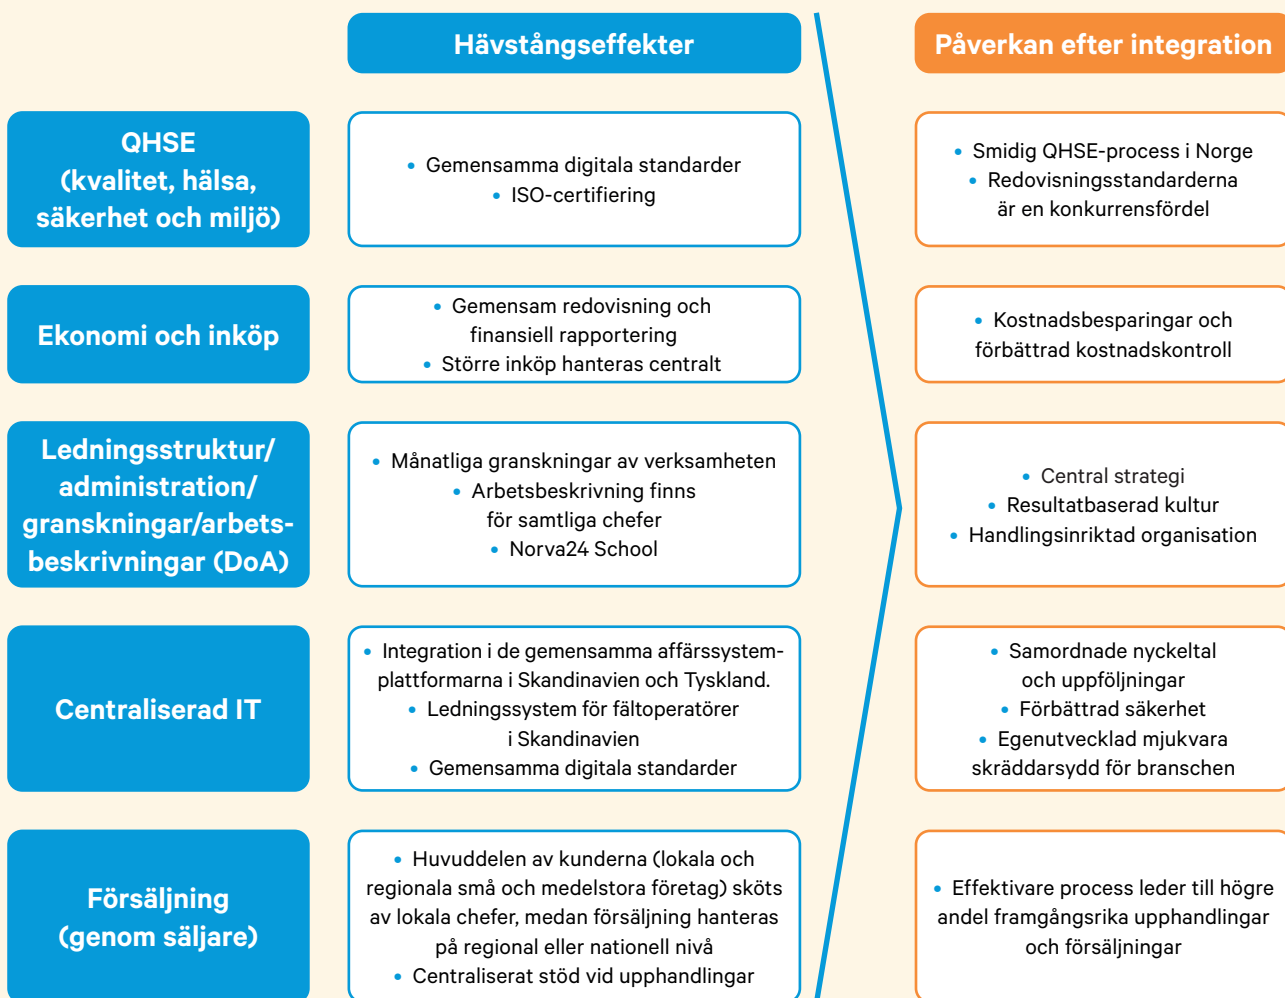 Hävstångseffekter
Påverkan efter integration
QHSE
(kvalitet, hälsa,
säkerhet och miljö)
• Gemensamma digitala standarder
• ISO-certifiering
• Smidig QHSE-process i Norge
• Redovisningsstandarderna
är en konkurrensfördel
Ekonomi och inköp
• Gemensam redovisning och
finansiell rapportering
• Större inköp hanteras centralt
• Kostnadsbesparingar och
förbättrad kostnadskontroll
Ledningsstruktur/
administration/
granskningar/arbets-
beskrivningar (DoA)
• Månatliga granskningar av verksamheten
• Arbetsbeskrivning finns
för samtliga chefer
• Norva24 School
• Central strategi
• Resultatbaserad kultur
• Handlingsinriktad organisation
Centraliserad IT
• Integration i de gemensamma affärssystem-
plattformarna i Skandinavien och Tyskland.
• Ledningssystem för fältoperatörer
i Skandinavien
• Gemensamma digitala standarder
• Samordnade nyckeltal
och uppföljningar
• Förbättrad säkerhet
• Egenutvecklad mjukvara
skräddarsydd för branschen
Försäljning
(genom säljare)
• Huvuddelen av kunderna (lokala och
regionala små och medelstora företag) sköts
av lokala chefer, medan försäljning hanteras
på regional eller nationell nivå
• Centraliserat stöd vid upphandlingar
• Effektivare process leder till högre
andel framgångsrika upphandlingar
och försäljningar